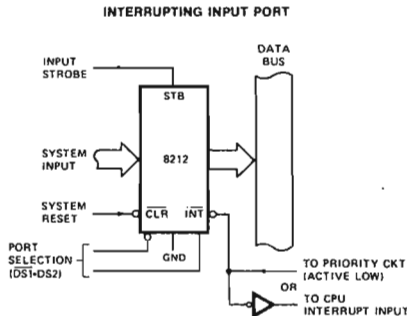 INTERRUPTING INPUT PORT
DATA
BUS
INPUT
STROBE
STB
SYSTEM
INPUT
8212
SYSTEM
RESET
CLR
INT
PORT
SELECTION
(DS1•DS2)
GND
TO PRIORITY CKT
(ACTIVE LOW)
OR
TO CPU
INTERRUPT INPUT